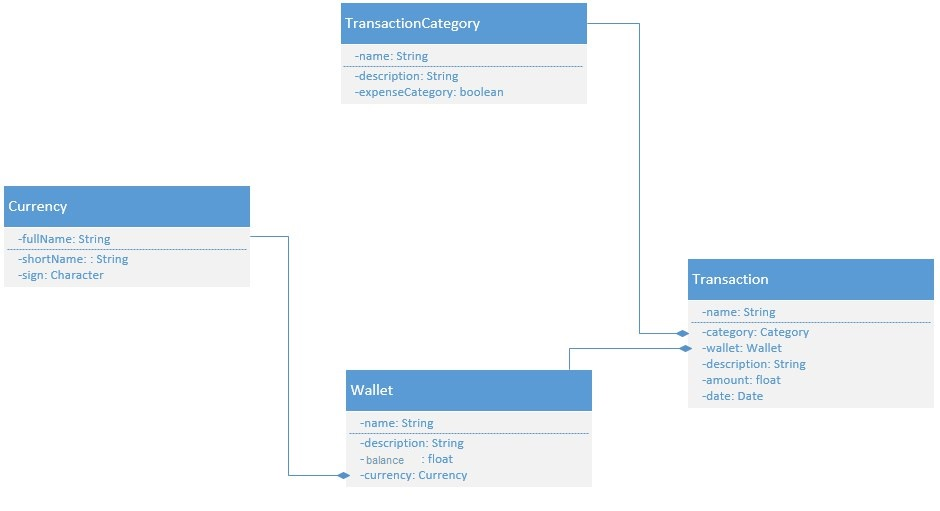 TransactionCategory
-name: String
-description: String
-expenseCategory: boolean
Currency
-fullName: String
-shortName: : String
-sign: Character
Transaction
-name: String
-category: Category
-wallet: Wallet
-description: String
-amount: float
-date: Date
Wallet
-name: String
-description: String
-balance : float
-currency: Currency